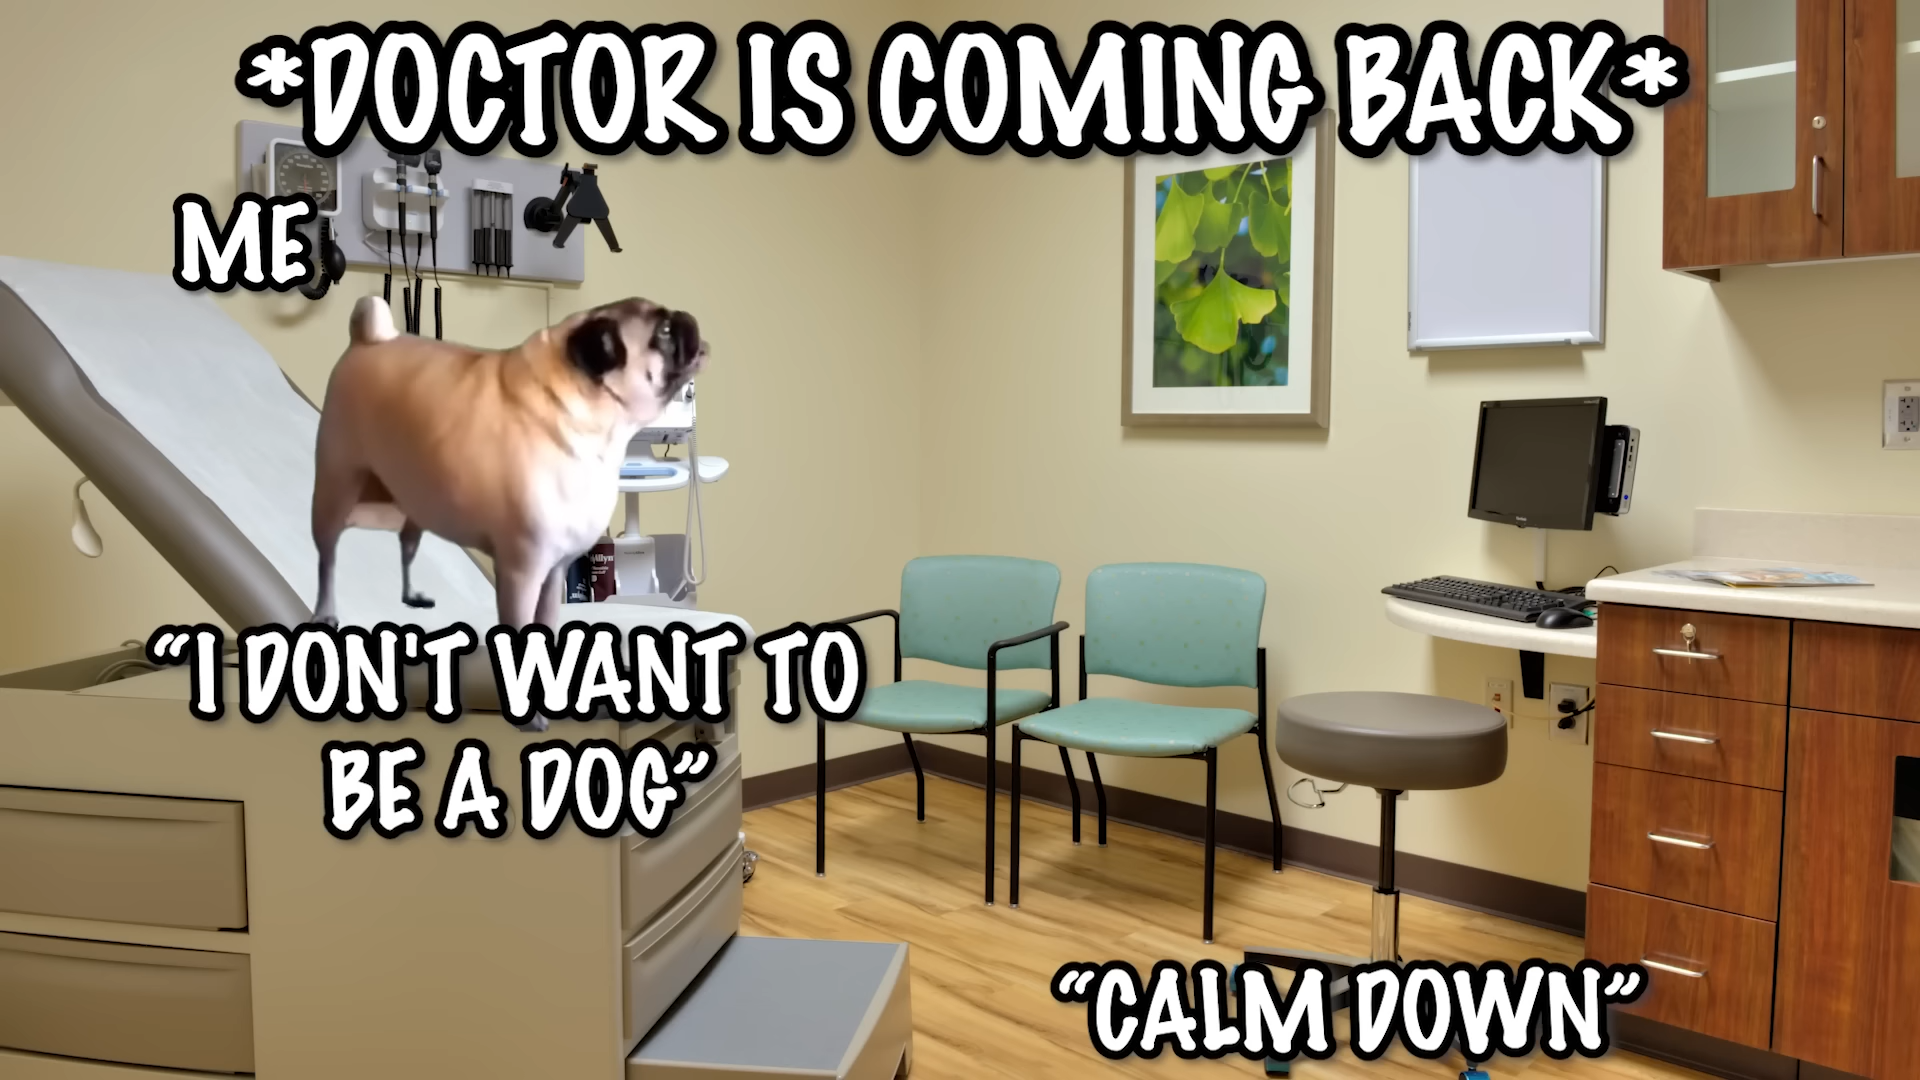 *DOCTOR IS COMING BACK*
ME
“I DON'T WANT TO
BE A DOG”
“CALM DOWN”